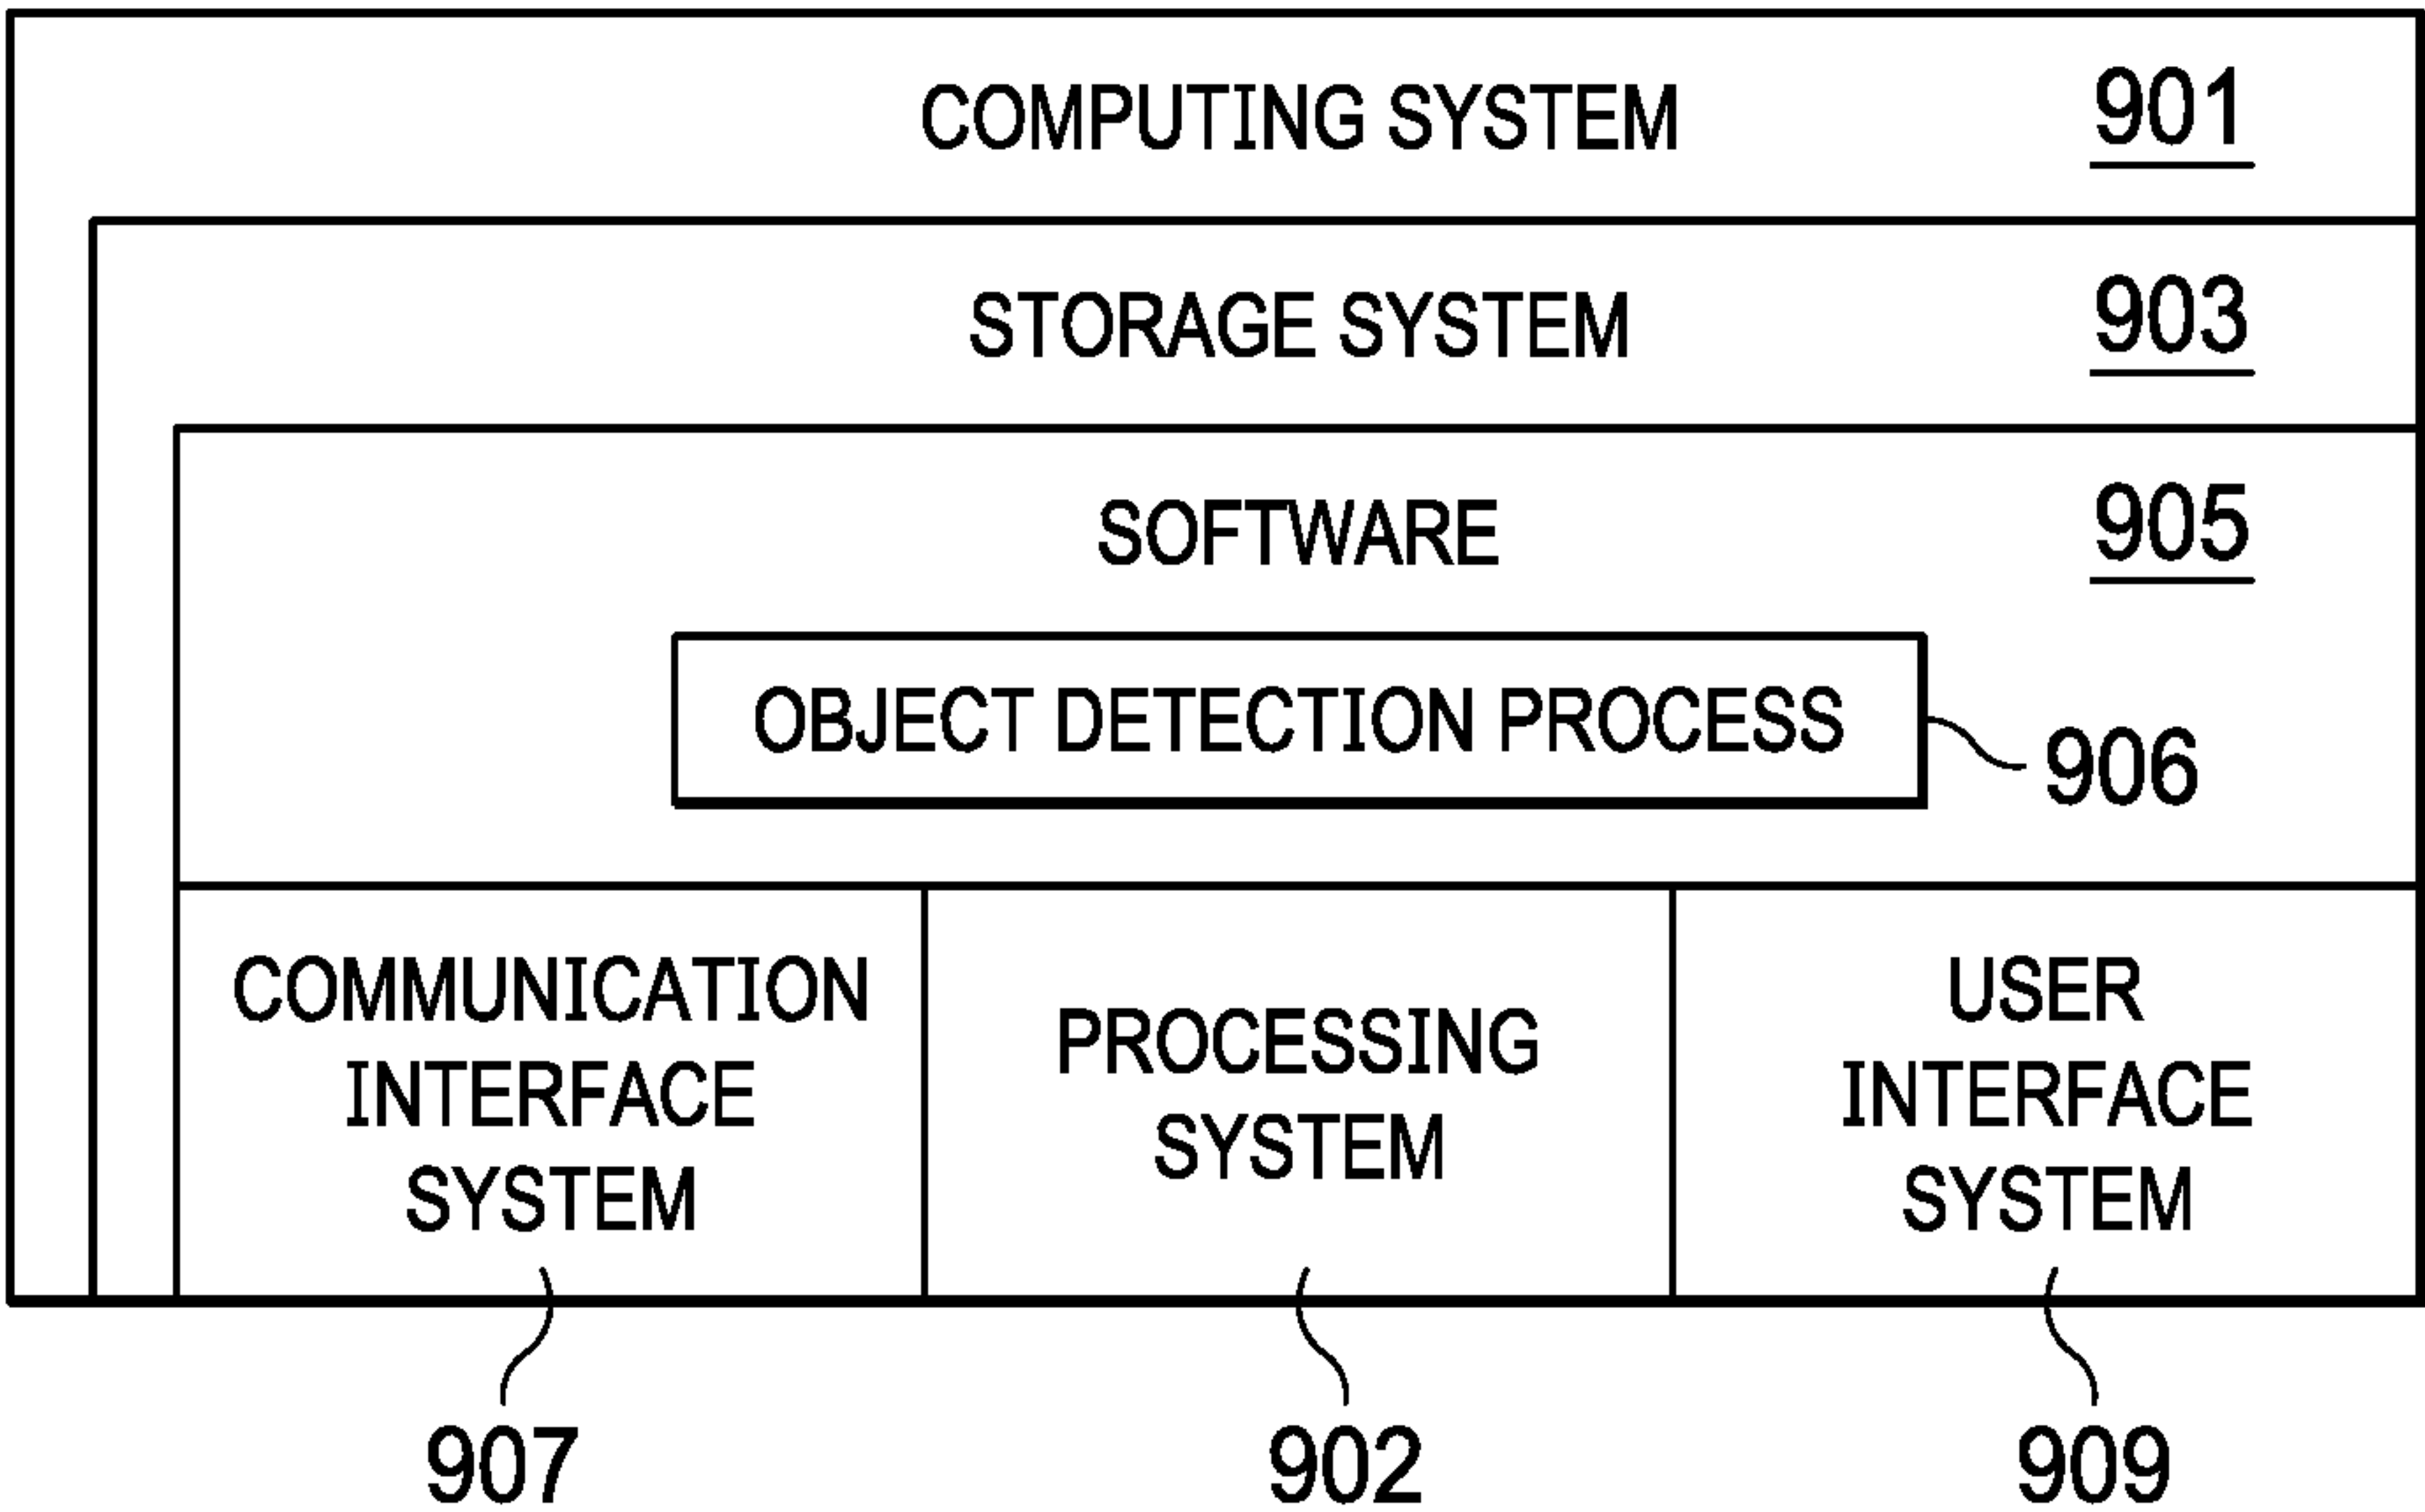 COMPUTING SYSTEM 901
STORAGE SYSTEM 903
SOFTWARE 905
OBJECT DETECTION PROCESS
906
COMMUNICATION
INTERFACE
SYSTEM
PROCESSING
SYSTEM
USER
INTERFACE
SYSTEM
907
902
909